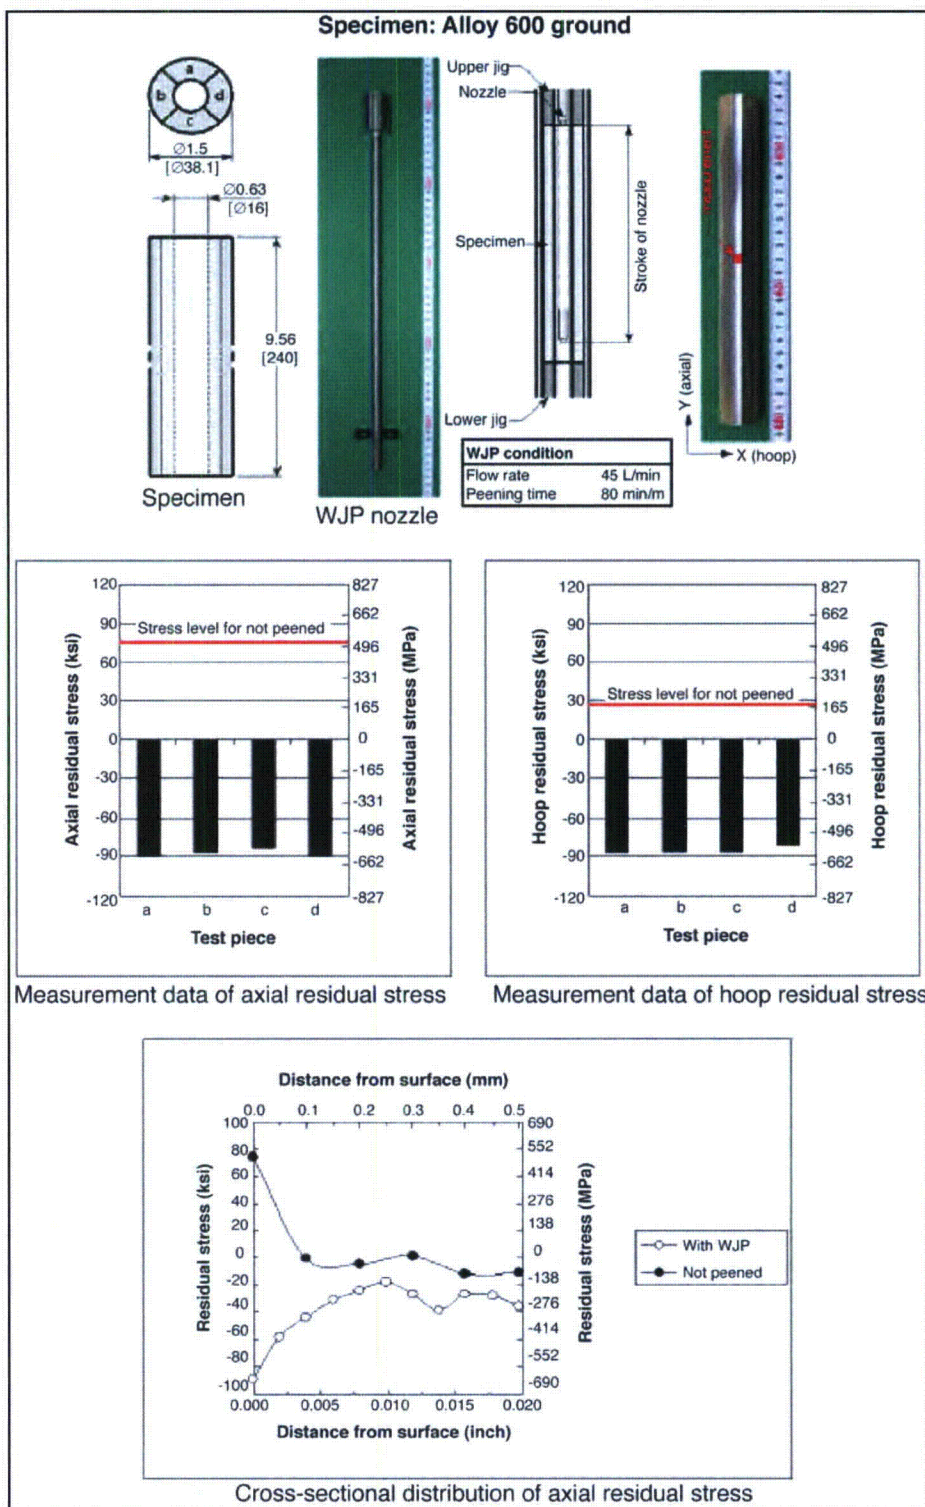 Specimen: Alloy 600 ground
a
b
d
c
Ø1.5
[Ø38.1]
Ø0.63
[Ø16]
9.56
[240]
Specimen
WJP nozzle
Upper jig
Nozzle
Specimen
Stroke of nozzle
Lower jig
Y (axial)
X (hoop)
WJP condition
Flow rate 45 L/min
Peening time 80 min/m
Axial residual stress (ksi)
120
90
60
30
0
-30
-60
-90
-120
Stress level for not peened
827
662
496
331
165
0
-165
-331
-496
-662
-827
Axial residual stress (MPa)
a b c d
Test piece
Measurement data of axial residual stress
Hoop residual stress (ksi)
120
90
60
30
0
-30
-60
-90
-120
Stress level for not peened
827
662
496
331
165
0
-165
-331
-496
-662
-827
Hoop residual stress (MPa)
a b c d
Test piece
Measurement data of hoop residual stress
Distance from surface (mm)
0.0 0.1 0.2 0.3 0.4 0.5
Residual stress (ksi)
100
80
60
40
20
0
-20
-40
-60
-80
-100
690
552
414
276
138
0
-138
-276
-414
-552
-690
Residual stress (MPa)
0.000 0.005 0.010 0.015 0.020
Distance from surface (inch)
With WJP
Not peened
Cross-sectional distribution of axial residual stress